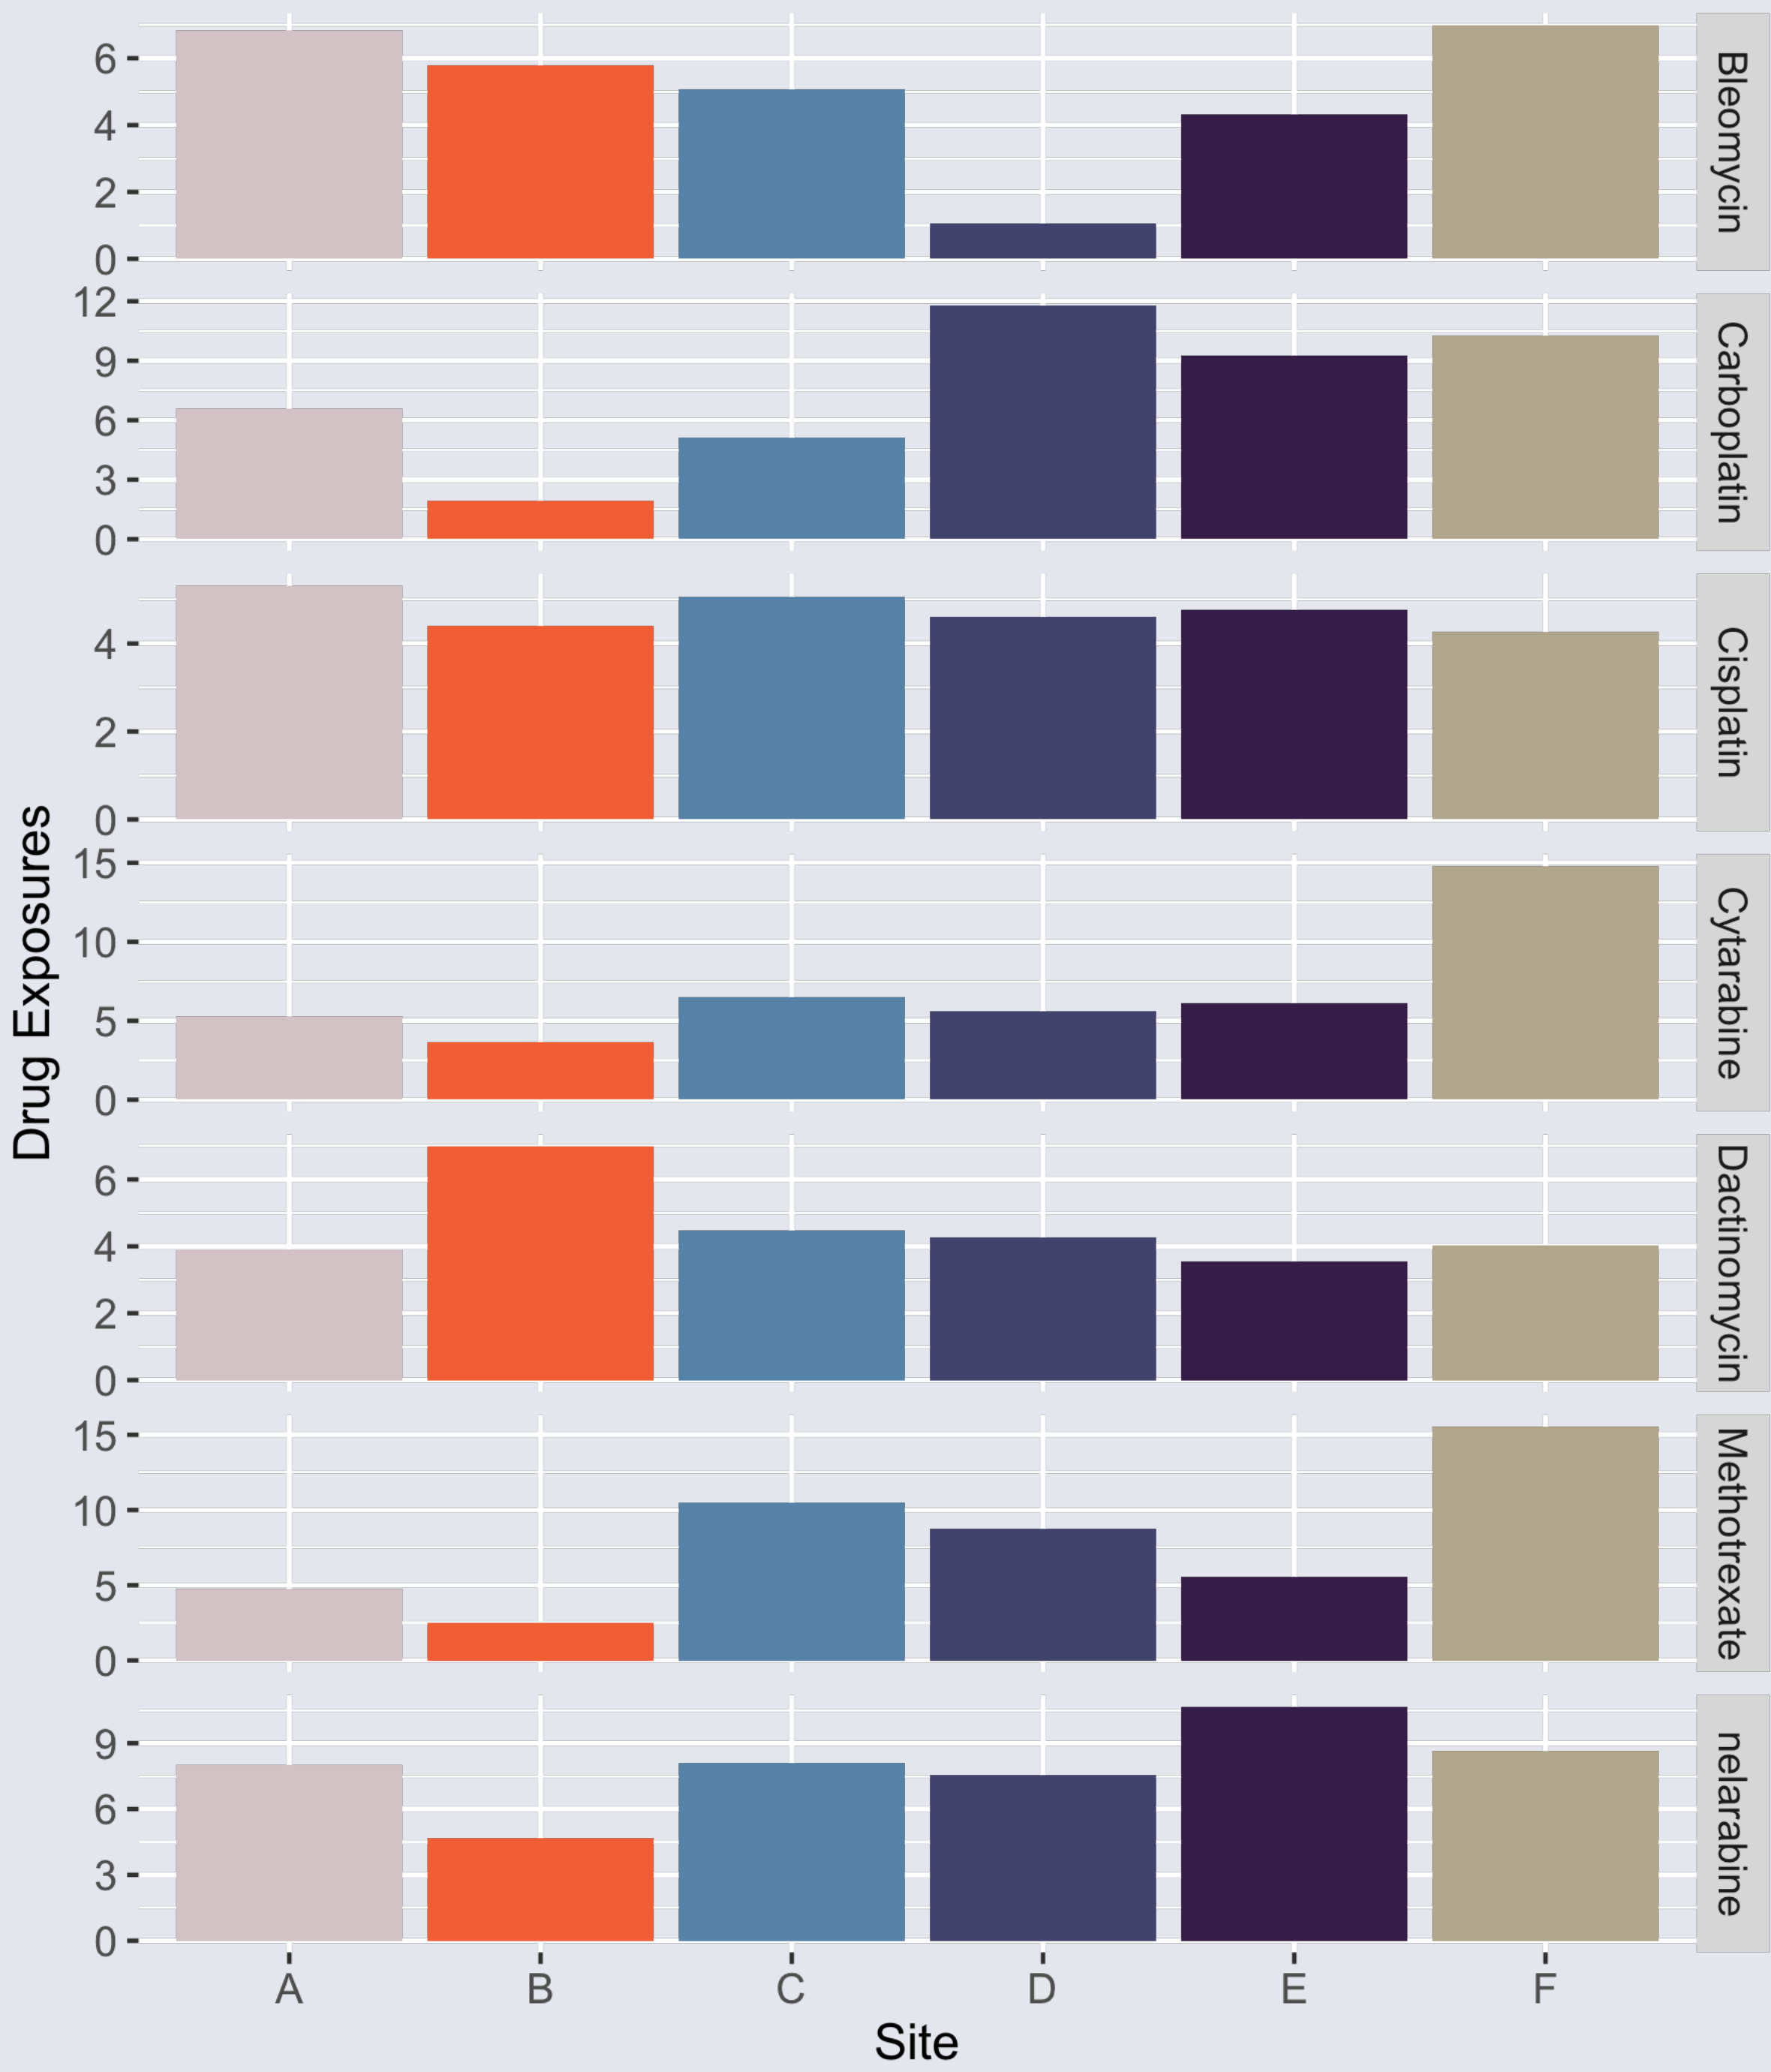 Drug Exposures
6
4
2
0
Bleomycin
12
9
6
3
0
Carboplatin
4
2
0
Cisplatin
15
10
5
0
Cytarabine
6
4
2
0
Dactinomycin
15
10
5
0
Methotrexate
9
6
3
0
nelarabine
A B C D E F
Site